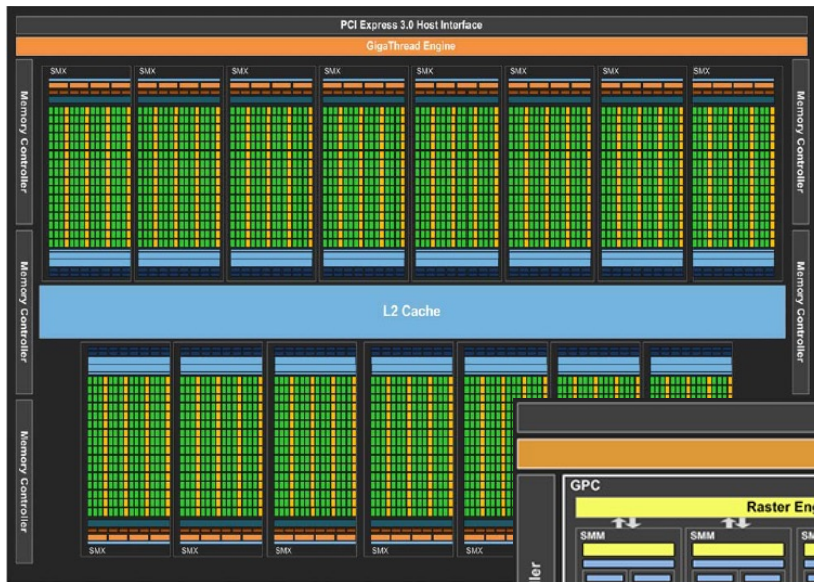 PCI Express 3.0 Host Interface
GigaThread Engine
SMX SMX SMX SMX SMX SMX SMX SMX
Memory Controller
Memory Controller
Memory Controller
Memory Controller
L2 Cache
Memory Controller
GPC
Raster Eng
SMM SMM SM
ller
SMX SMX SMX SMX SMX